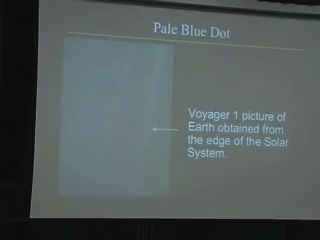 Pale Blue Dot
Voyager 1 picture of
Earth obtained from
the edge of the Solar
System.